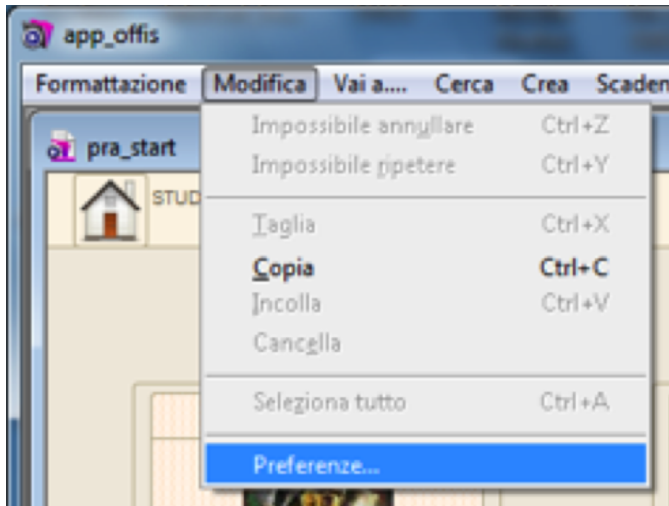 app_offis
Formattazione Modifica Vai a.... Cerca Crea Scaden
pra_start
STUD
Impossibile annullare Ctrl+Z
Impossibile ripetere Ctrl+Y
Taglia Ctrl+X
Copia Ctrl+C
Incolla Ctrl+V
Cancella
Seleziona tutto Ctrl+A
Preferenze...